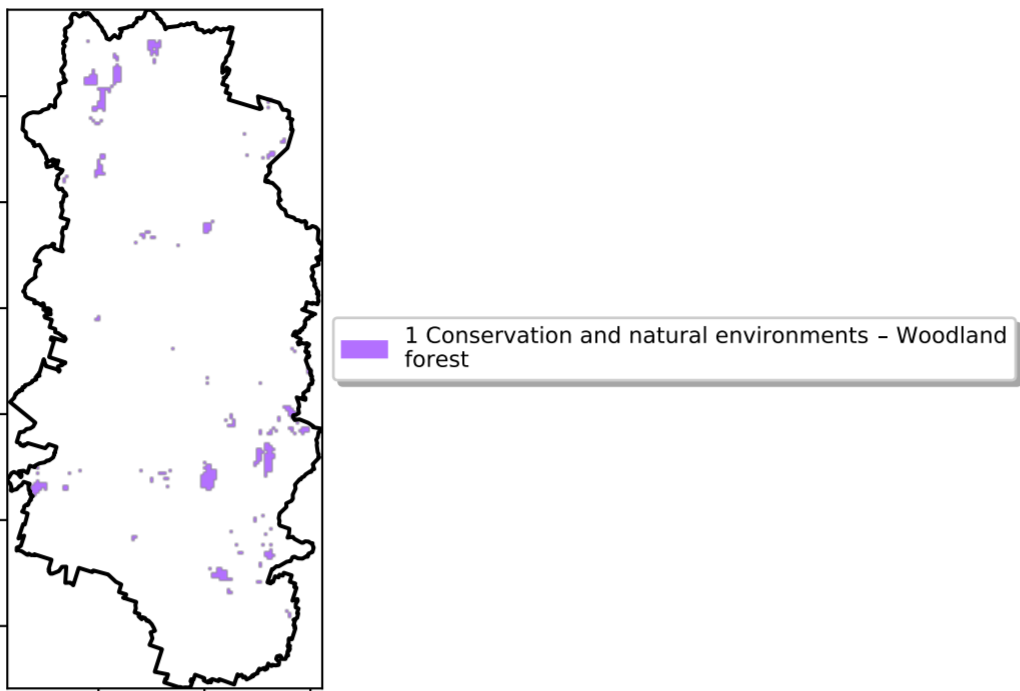 1 Conservation and natural environments – Woodland
forest